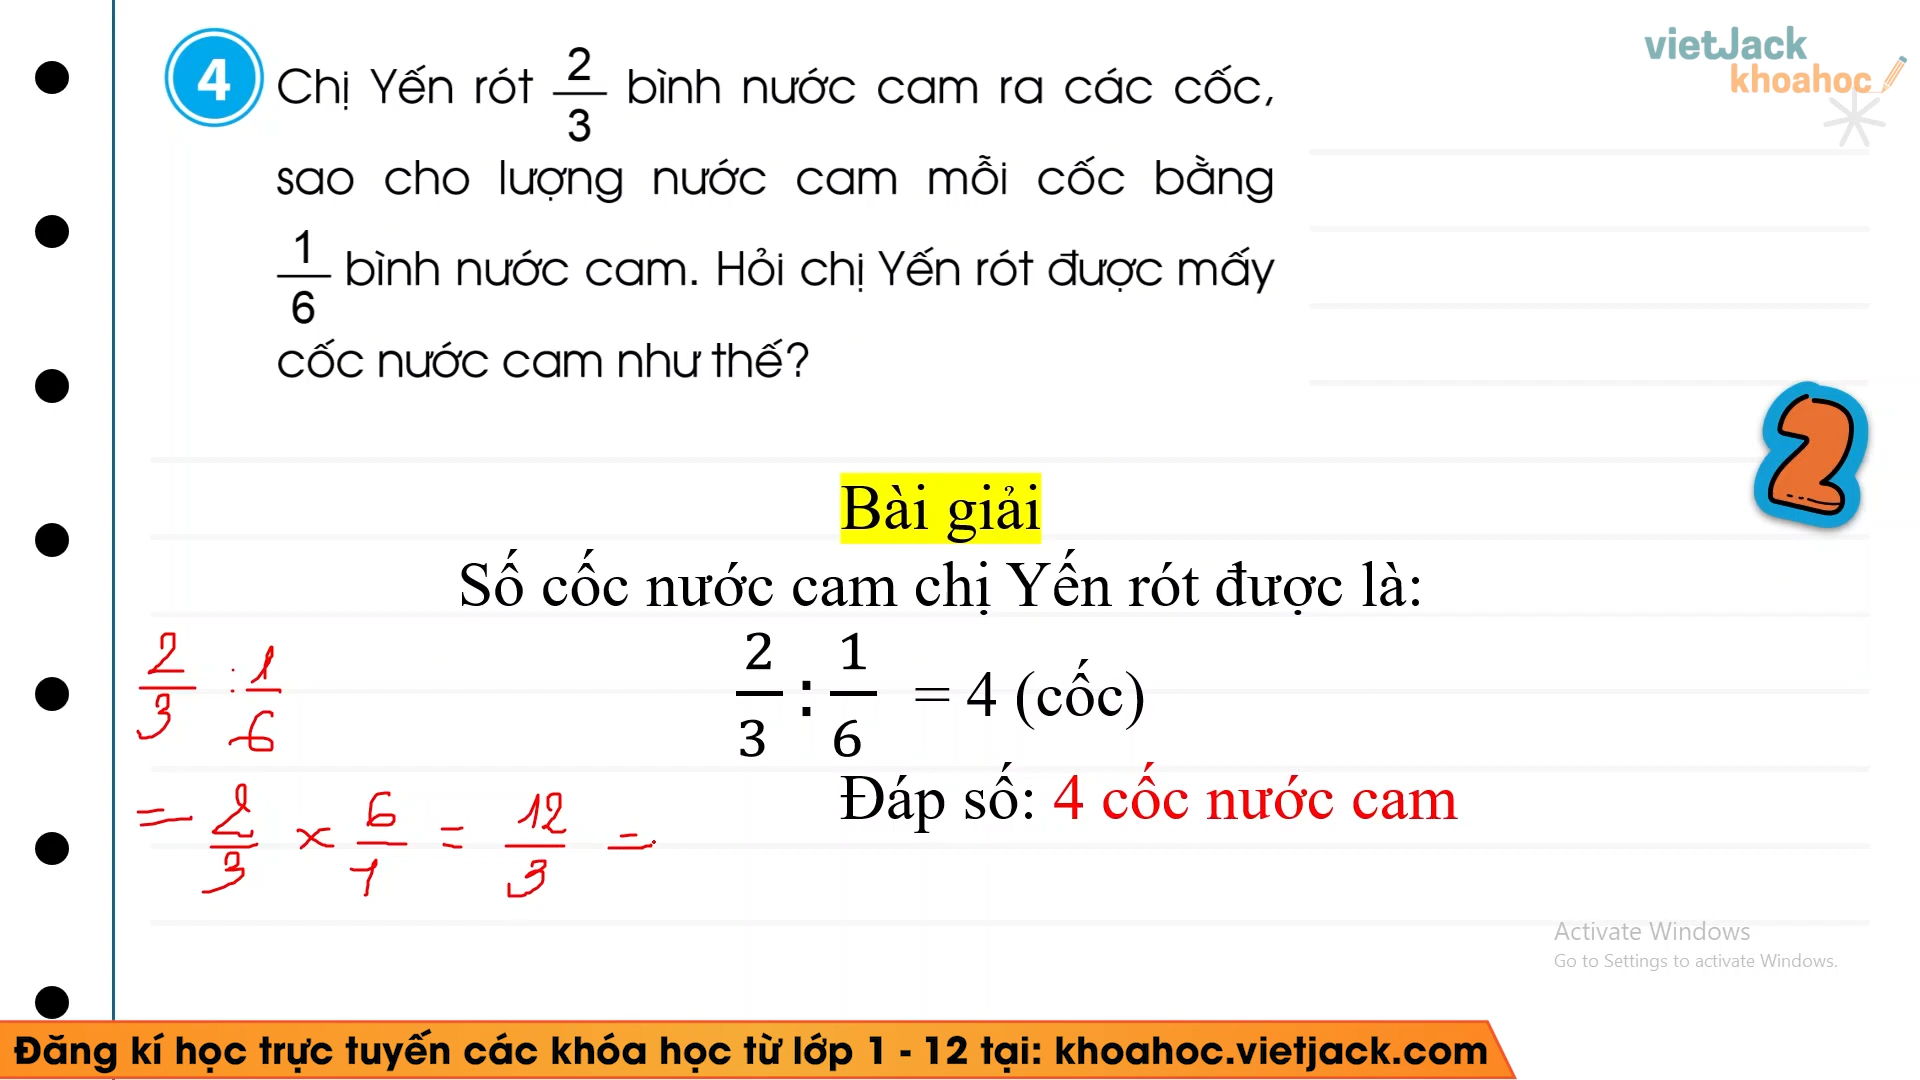 vietJack
khoahoc
4 Chị Yến rót 2/3 bình nước cam ra các cốc,
sao cho lượng nước cam mỗi cốc bằng
1/6 bình nước cam. Hỏi chị Yến rót được mấy
cốc nước cam như thế?
2
Bài giải
Số cốc nước cam chị Yến rót được là:
2/3 : 1/6 = 4 (cốc)
Đáp số: 4 cốc nước cam
2/3 : 1/6
= 2/3 × 6/1 = 12/3 =
Activate Windows
Go to Settings to activate Windows.
Đăng kí học trực tuyến các khóa học từ lớp 1 - 12 tại: khoahoc.vietjack.com